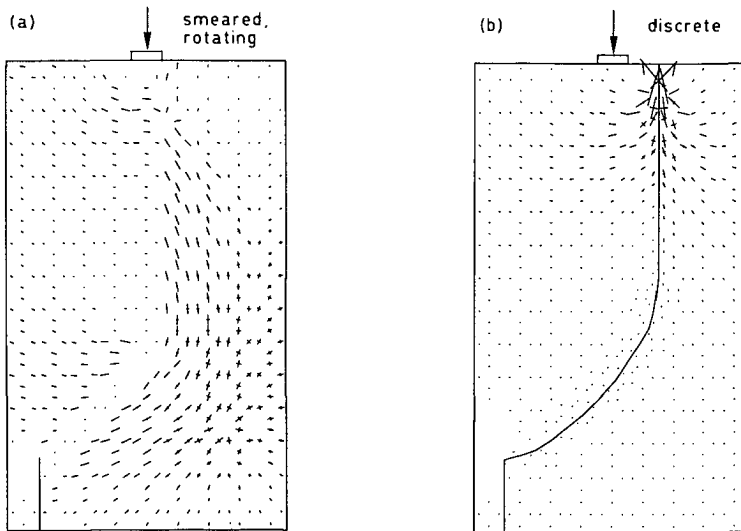 (a)
smeared,
rotating
(b)
discrete